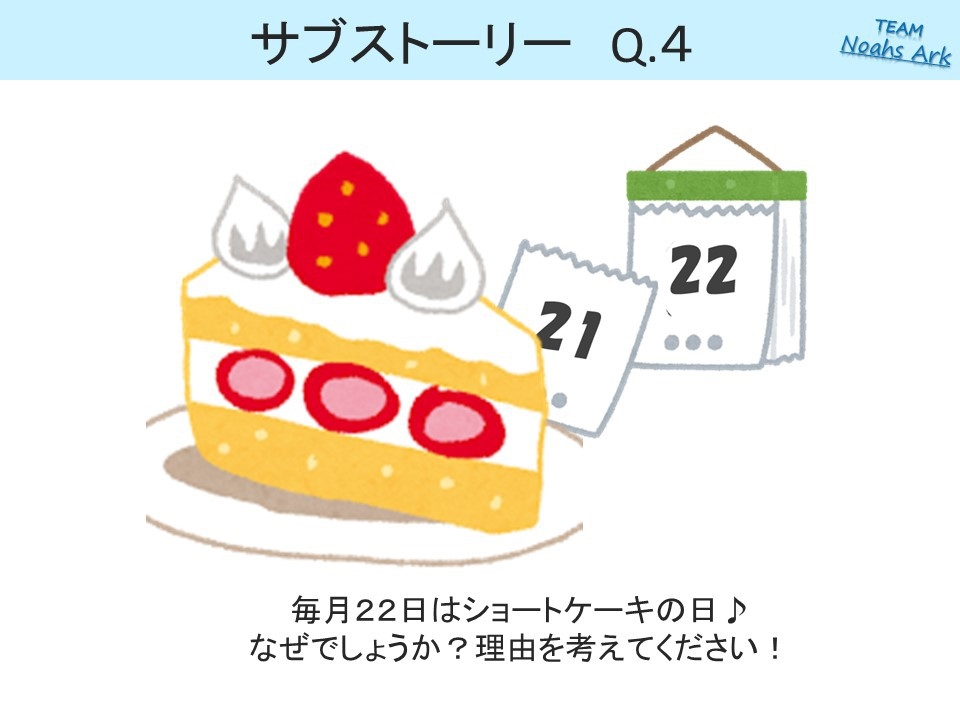 サブストーリー　Q.4
TEAM
Noahs Ark
22
21
毎月２２日はショートケーキの日♪
なぜでしょうか？理由を考えてください！